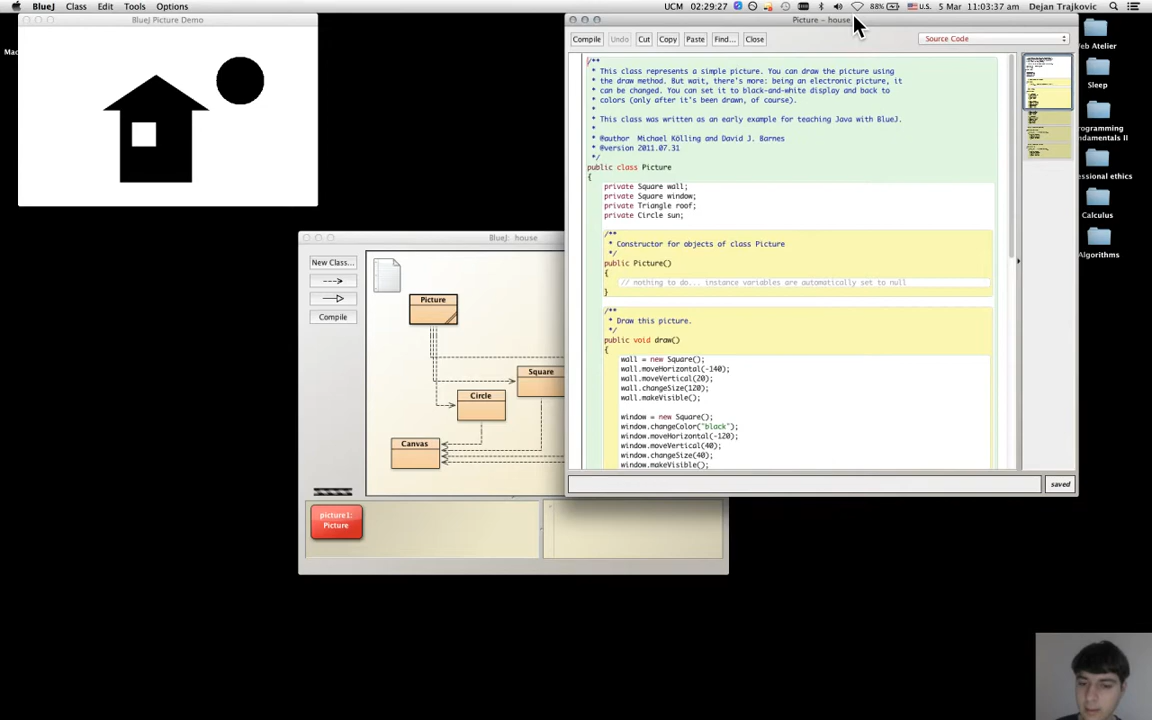 BlueJ Class Edit Tools Options UCM 02:29:27 88% U.S. 5 Mar 11:03:37 am Dejan Trajkovic
BlueJ Picture Demo
Picture - house
Compile Undo Cut Copy Paste Find... Close Source Code
/**
* This class represents a simple picture. You can draw the picture using
* the draw method. But wait, there's more: being an electronic picture, it
* can be changed. You can set it to black-and-white display and back to
* colors (only after it's been drawn, of course).
*
* This class was written as an early example for teaching Java with BlueJ.
*
* @author Michael Kölling and David J. Barnes
* @version 2011.07.31
*/
public class Picture
{
private Square wall;
private Square window;
private Triangle roof;
private Circle sun;
/**
* Constructor for objects of class Picture
*/
public Picture()
{
// nothing to do... instance variables are automatically set to null
}
/**
* Draw this picture.
*/
public void draw()
{
wall = new Square();
wall.moveHorizontal(-140);
wall.moveVertical(20);
wall.changeSize(120);
wall.makeVisible();
window = new Square();
window.changeColor("black");
window.moveHorizontal(-120);
window.moveVertical(40);
window.changeSize(40);
window.makeVisible();
saved
BlueJ: house
New Class...
Compile
Picture
Square
Circle
Canvas
picture1:
Picture
Mac
eb Atelier
Sleep
rogramming
ndamentals II
essional ethics
Calculus
Algorithms